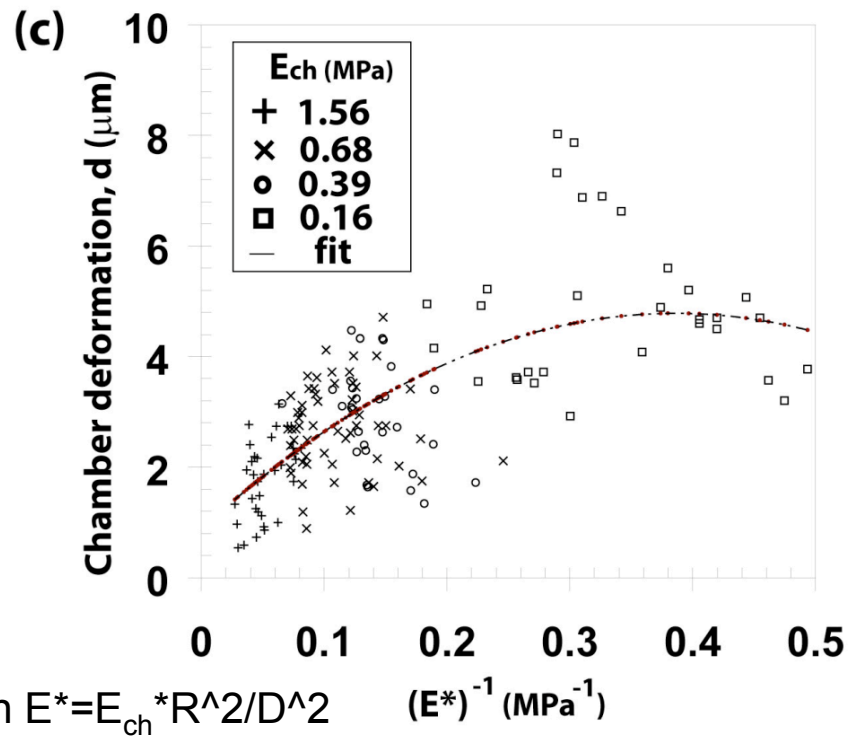 (c)
10
8
6
4
2
0
Chamber deformation, d (μm)
Ech (MPa)
+ 1.56
× 0.68
o 0.39
□ 0.16
— fit
0 0.1 0.2 0.3 0.4 0.5
n E*=E_ch*R^2/D^2
(E*)⁻¹ (MPa⁻¹)